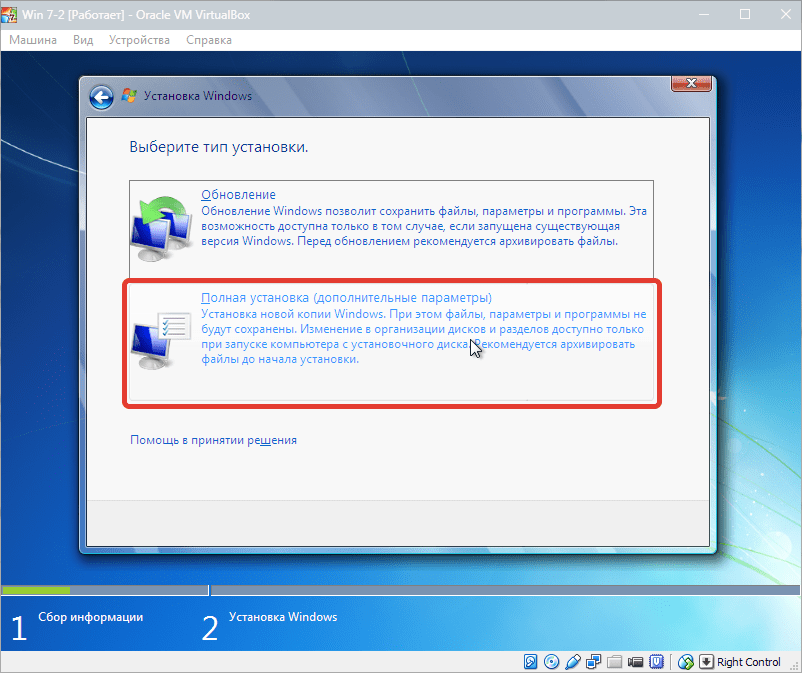 Win 7-2 [Работает] - Oracle VM VirtualBox
Машина Вид Устройства Справка
Установка Windows
Выберите тип установки.
Обновление
Обновление Windows позволит сохранить файлы, параметры и программы. Эта
возможность доступна только в том случае, если запущена существующая
версия Windows. Перед обновлением рекомендуется архивировать файлы.
Полная установка (дополнительные параметры)
Установка новой копии Windows. При этом файлы, параметры и программы не
будут сохранены. Изменение в организации дисков и разделов доступно только
при запуске компьютера с установочного диска. Рекомендуется архивировать
файлы до начала установки.
Помощь в принятии решения
1 Сбор информации
2 Установка Windows
Right Control